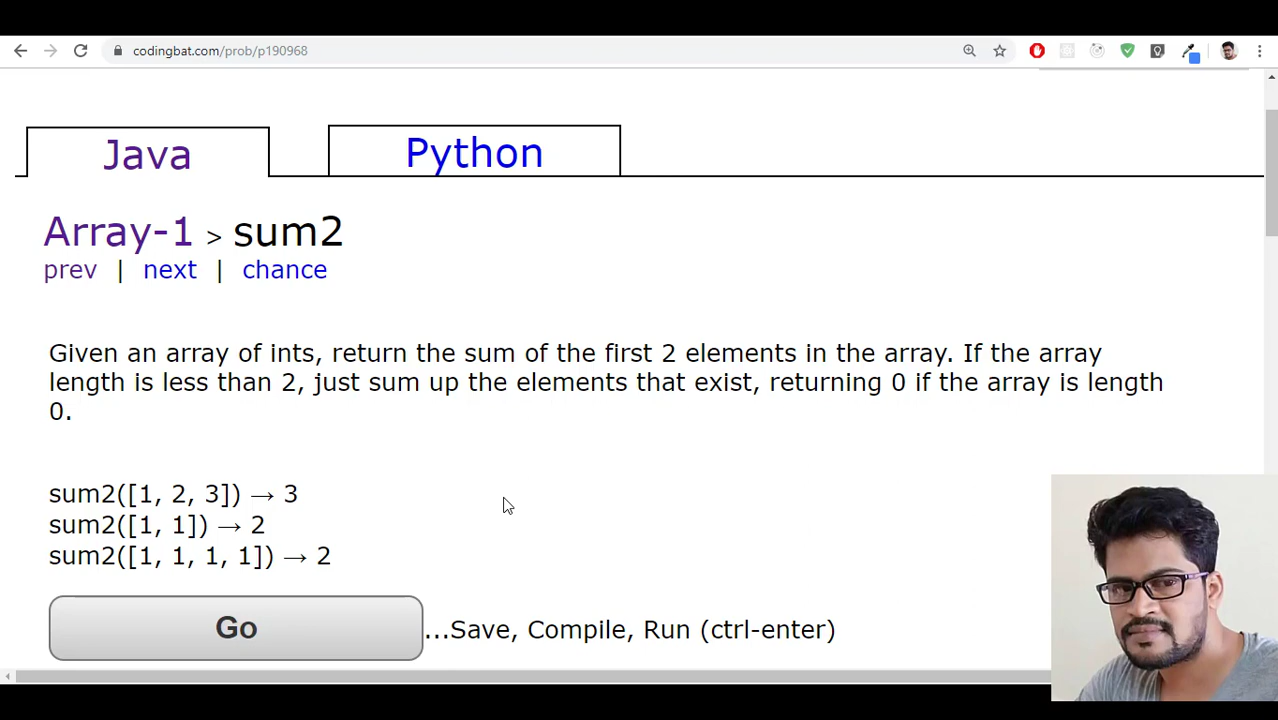 codingbat.com/prob/p190968
Java
Python
Array-1 > sum2
prev | next | chance
Given an array of ints, return the sum of the first 2 elements in the array. If the array
length is less than 2, just sum up the elements that exist, returning 0 if the array is length
0.
sum2([1, 2, 3]) → 3
sum2([1, 1]) → 2
sum2([1, 1, 1, 1]) → 2
Go
...Save, Compile, Run (ctrl-enter)